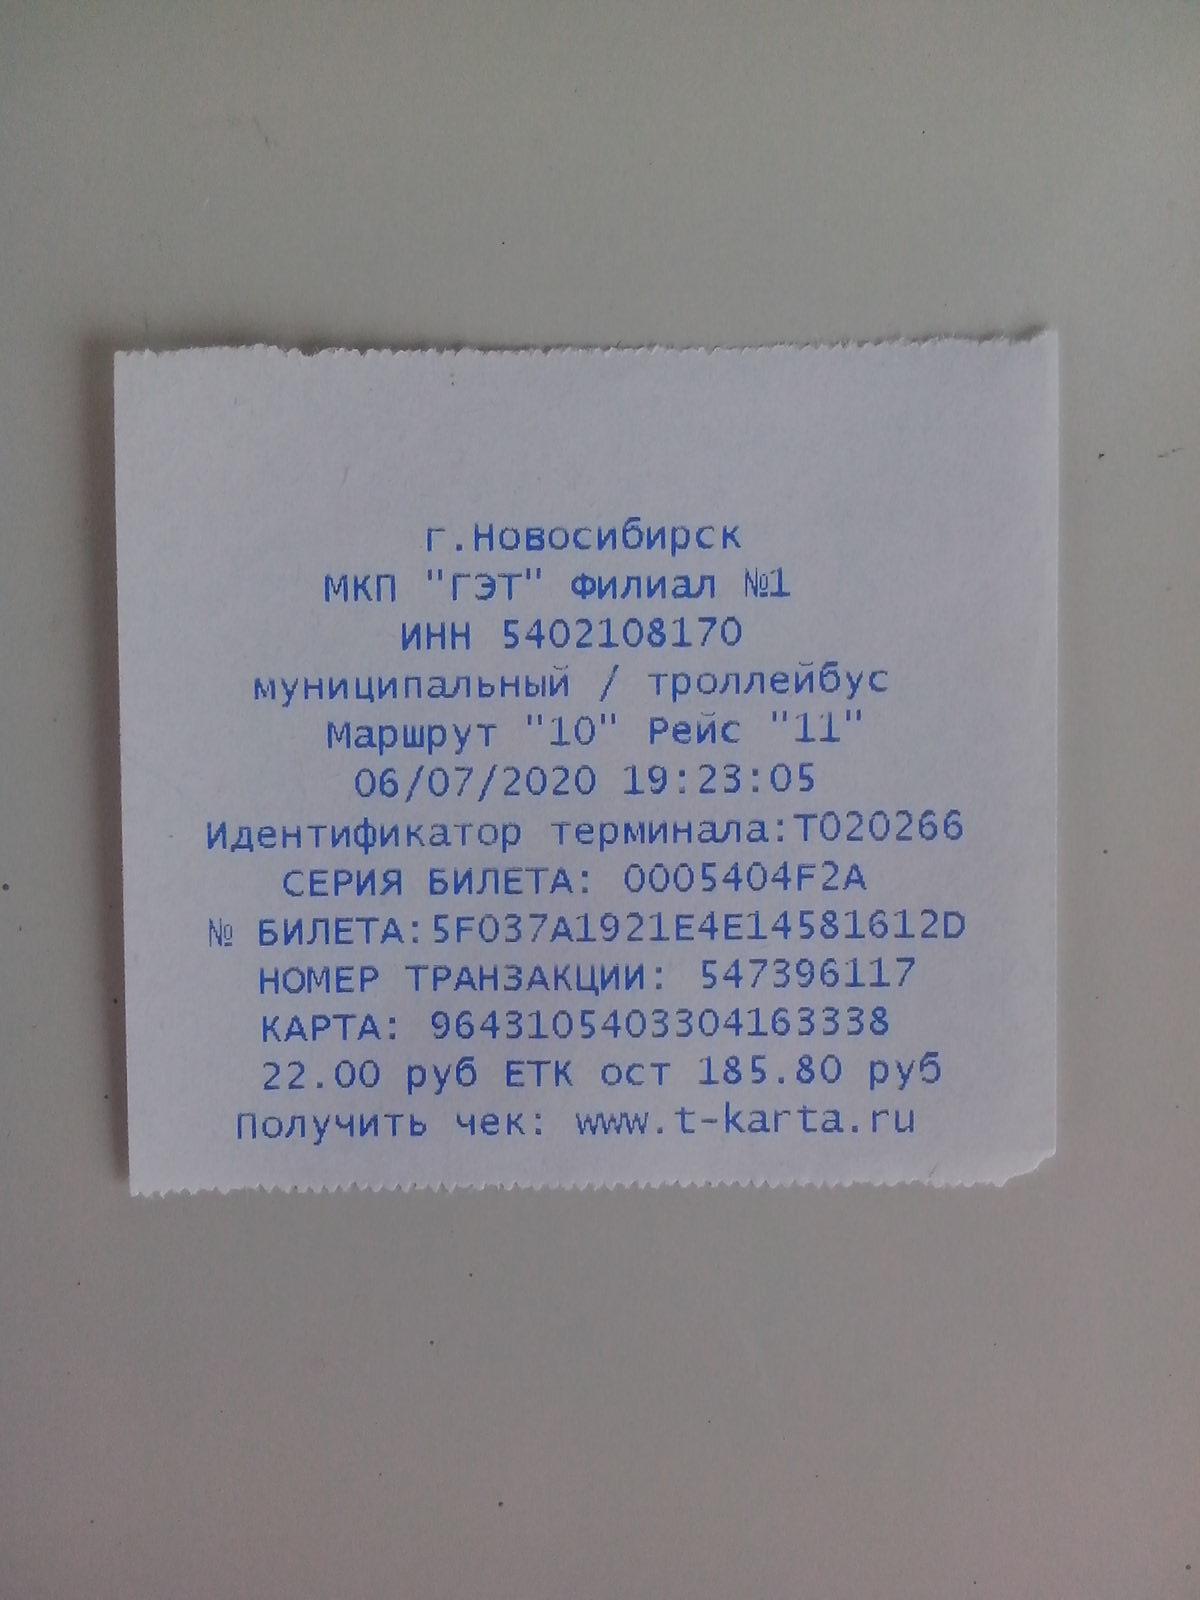 г.Новосибирск
МКП "ГЭТ" Филиал №1
ИНН 5402108170
муниципальный / троллейбус
Маршрут "10" Рейс "11"
06/07/2020 19:23:05
Идентификатор терминала:T020266
СЕРИЯ БИЛЕТА: 0005404F2A
№ БИЛЕТА:5F037A1921E4E14581612D
НОМЕР ТРАНЗАКЦИИ: 547396117
КАРТА: 9643105403304163338
22.00 руб ЕТК ост 185.80 руб
Получить чек: www.t-karta.ru